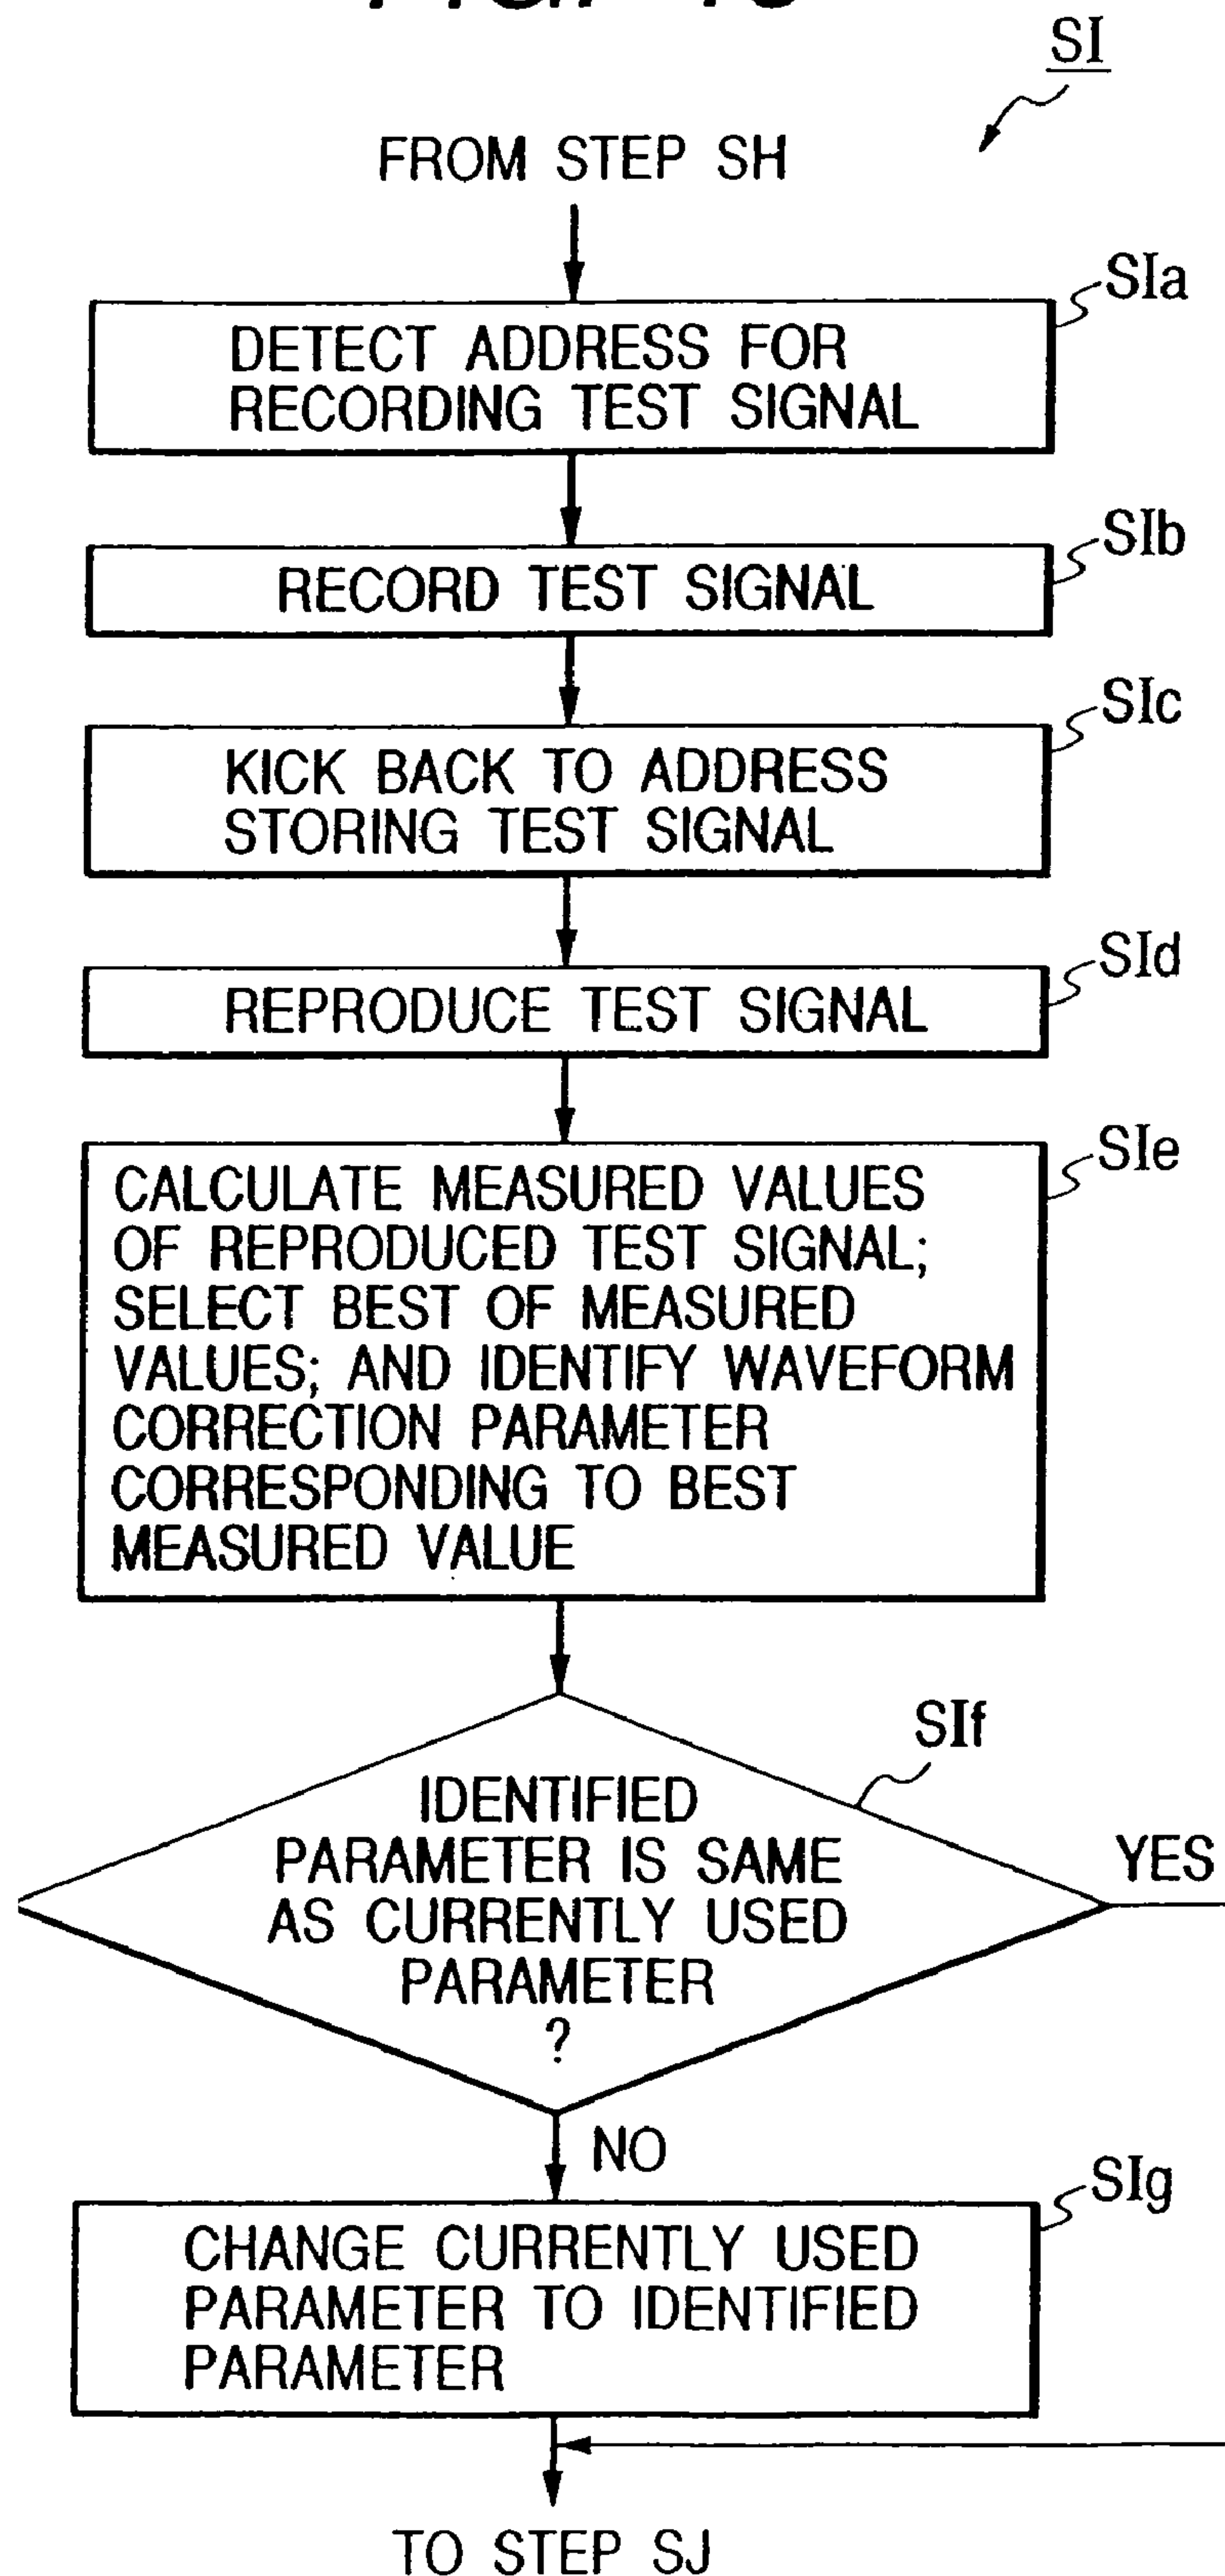 SI
FROM STEP SH
SIa
DETECT ADDRESS FOR
RECORDING TEST SIGNAL
SIb
RECORD TEST SIGNAL
SIc
KICK BACK TO ADDRESS
STORING TEST SIGNAL
SId
REPRODUCE TEST SIGNAL
SIe
CALCULATE MEASURED VALUES
OF REPRODUCED TEST SIGNAL;
SELECT BEST OF MEASURED
VALUES; AND IDENTIFY WAVEFORM
CORRECTION PARAMETER
CORRESPONDING TO BEST
MEASURED VALUE
SIf
IDENTIFIED
PARAMETER IS SAME
AS CURRENTLY USED
PARAMETER
?
YES
NO
SIg
CHANGE CURRENTLY USED
PARAMETER TO IDENTIFIED
PARAMETER
TO STEP SJ